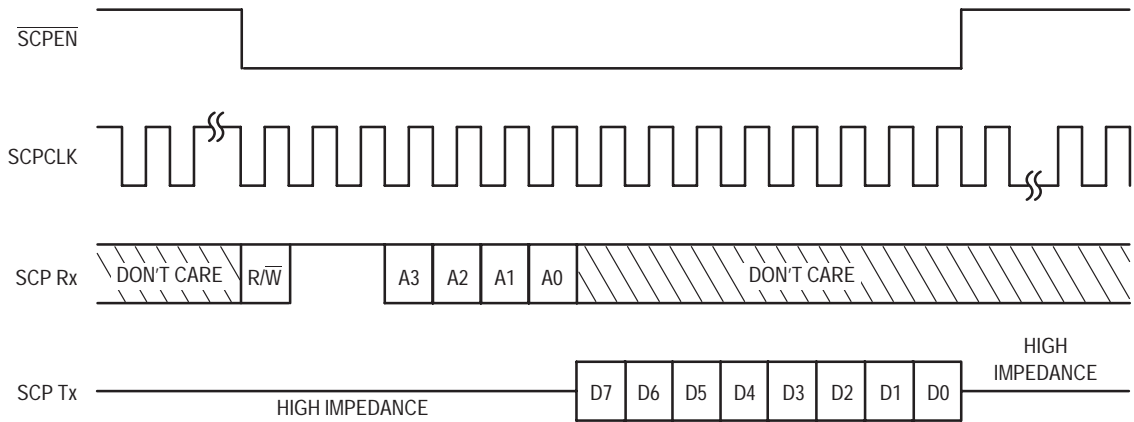 SCPEN
SCPCLK
SCP Rx
DON'T CARE
R/W
A3
A2
A1
A0
DON'T CARE
SCP Tx
HIGH IMPEDANCE
D7
D6
D5
D4
D3
D2
D1
D0
HIGH
IMPEDANCE